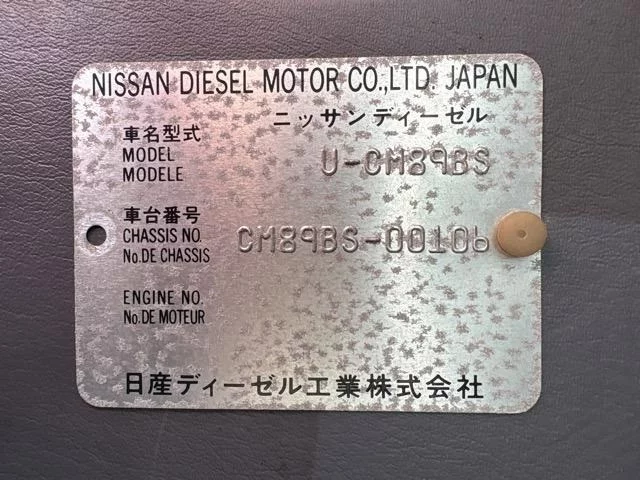 NISSAN DIESEL MOTOR CO.,LTD. JAPAN
ニッサンディーゼル
車名型式
MODEL
MODELE
U-CM89BS
車台番号
CHASSIS NO.
No.DE CHASSIS
CM89BS-00106
ENGINE NO.
No.DE MOTEUR
日産ディーゼル工業株式会社